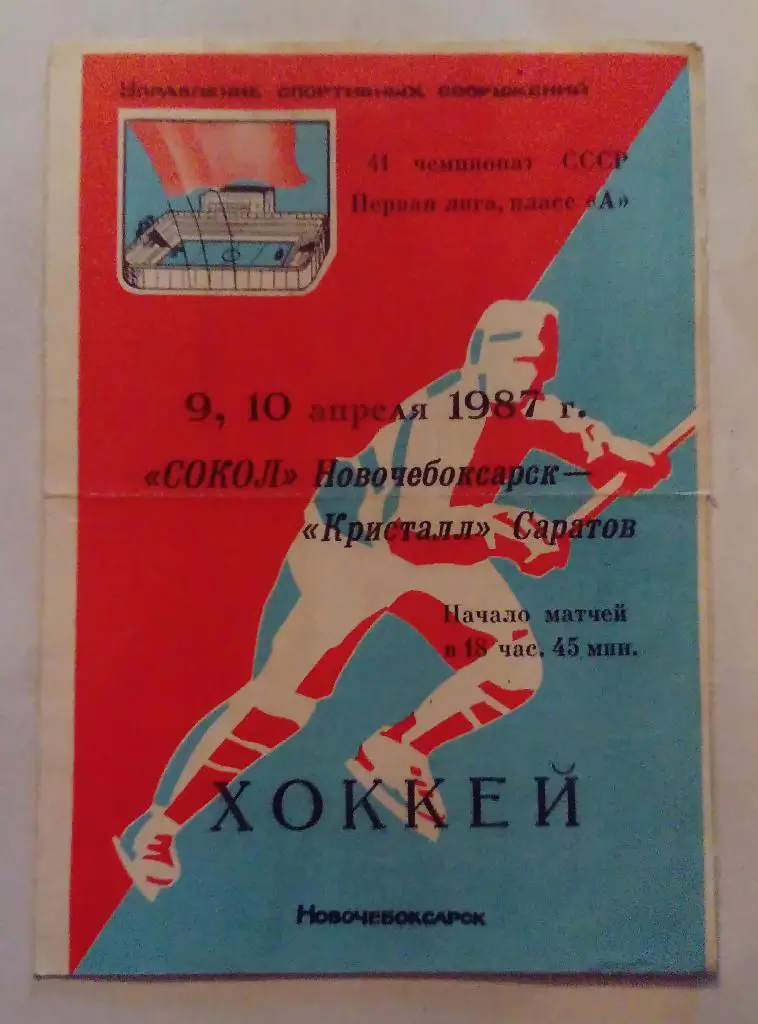 Управление спортивных сооружений
41 чемпионат СССР
Первая лига, класс «А»
9, 10 апреля 1987 г.
«СОКОЛ» Новочебоксарск—
«Кристалл» Саратов
Начало матчей
в 18 час. 45 мин.
ХОККЕЙ
Новочебоксарск